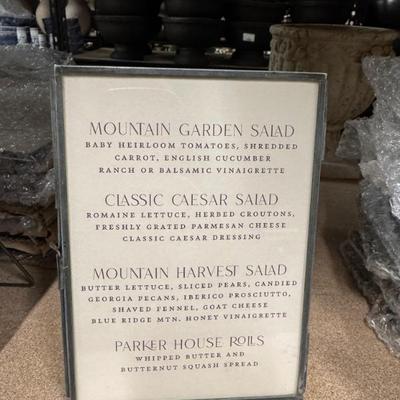 MOUNTAIN GARDEN SALAD
BABY HEIRLOOM TOMATOES, SHREDDED
CARROT, ENGLISH CUCUMBER
RANCH OR BALSAMIC VINAIGRETTE
CLASSIC CAESAR SALAD
ROMAINE LETTUCE, HERBED CROUTONS,
FRESHLY GRATED PARMESAN CHEESE
CLASSIC CAESAR DRESSING
MOUNTAIN HARVEST SALAD
BUTTER LETTUCE, SLICED PEARS, CANDIED
GEORGIA PECANS, IBERICO PROSCIUTTO,
SHAVED FENNEL, GOAT CHEESE
BLUE RIDGE MTN. HONEY VINAIGRETTE
PARKER HOUSE ROLLS
WHIPPED BUTTER AND
BUTTERNUT SQUASH SPREAD